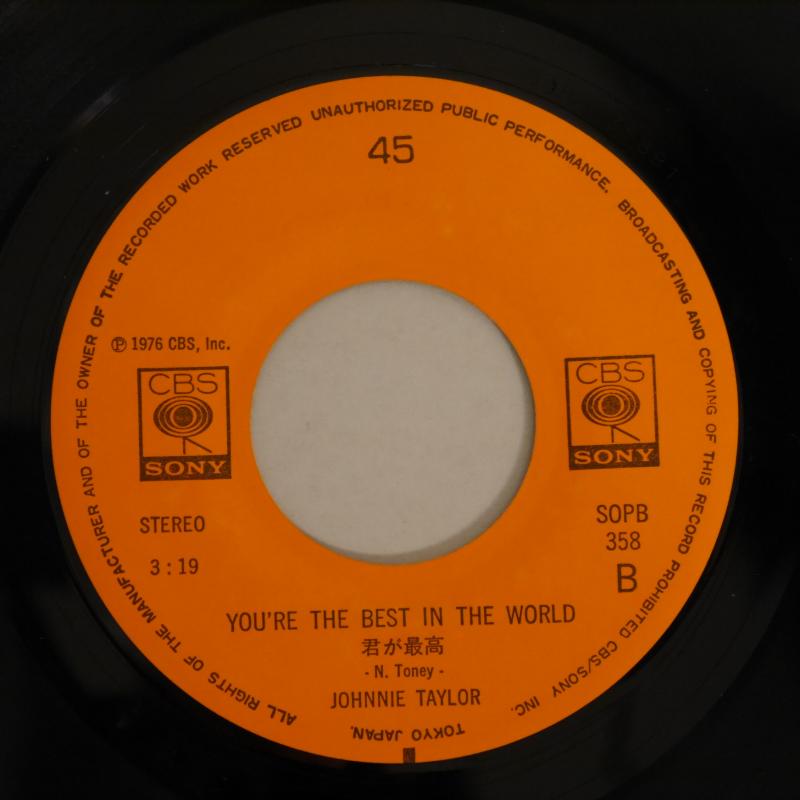 ALL RIGHTS OF THE MANUFACTURER AND OF THE OWNER OF THE RECORDED WORK RESERVED UNAUTHORIZED PUBLIC PERFORMANCE, BROADCASTING AND COPYING OF THIS RECORD PROHIBITED CBS/SONY INC. TOKYO JAPAN.
45
℗ 1976 CBS, Inc.
CBS
SONY
CBS
SONY
STEREO
3:19
SOPB
358
B
YOU'RE THE BEST IN THE WORLD
君が最高
- N. Toney -
JOHNNIE TAYLOR